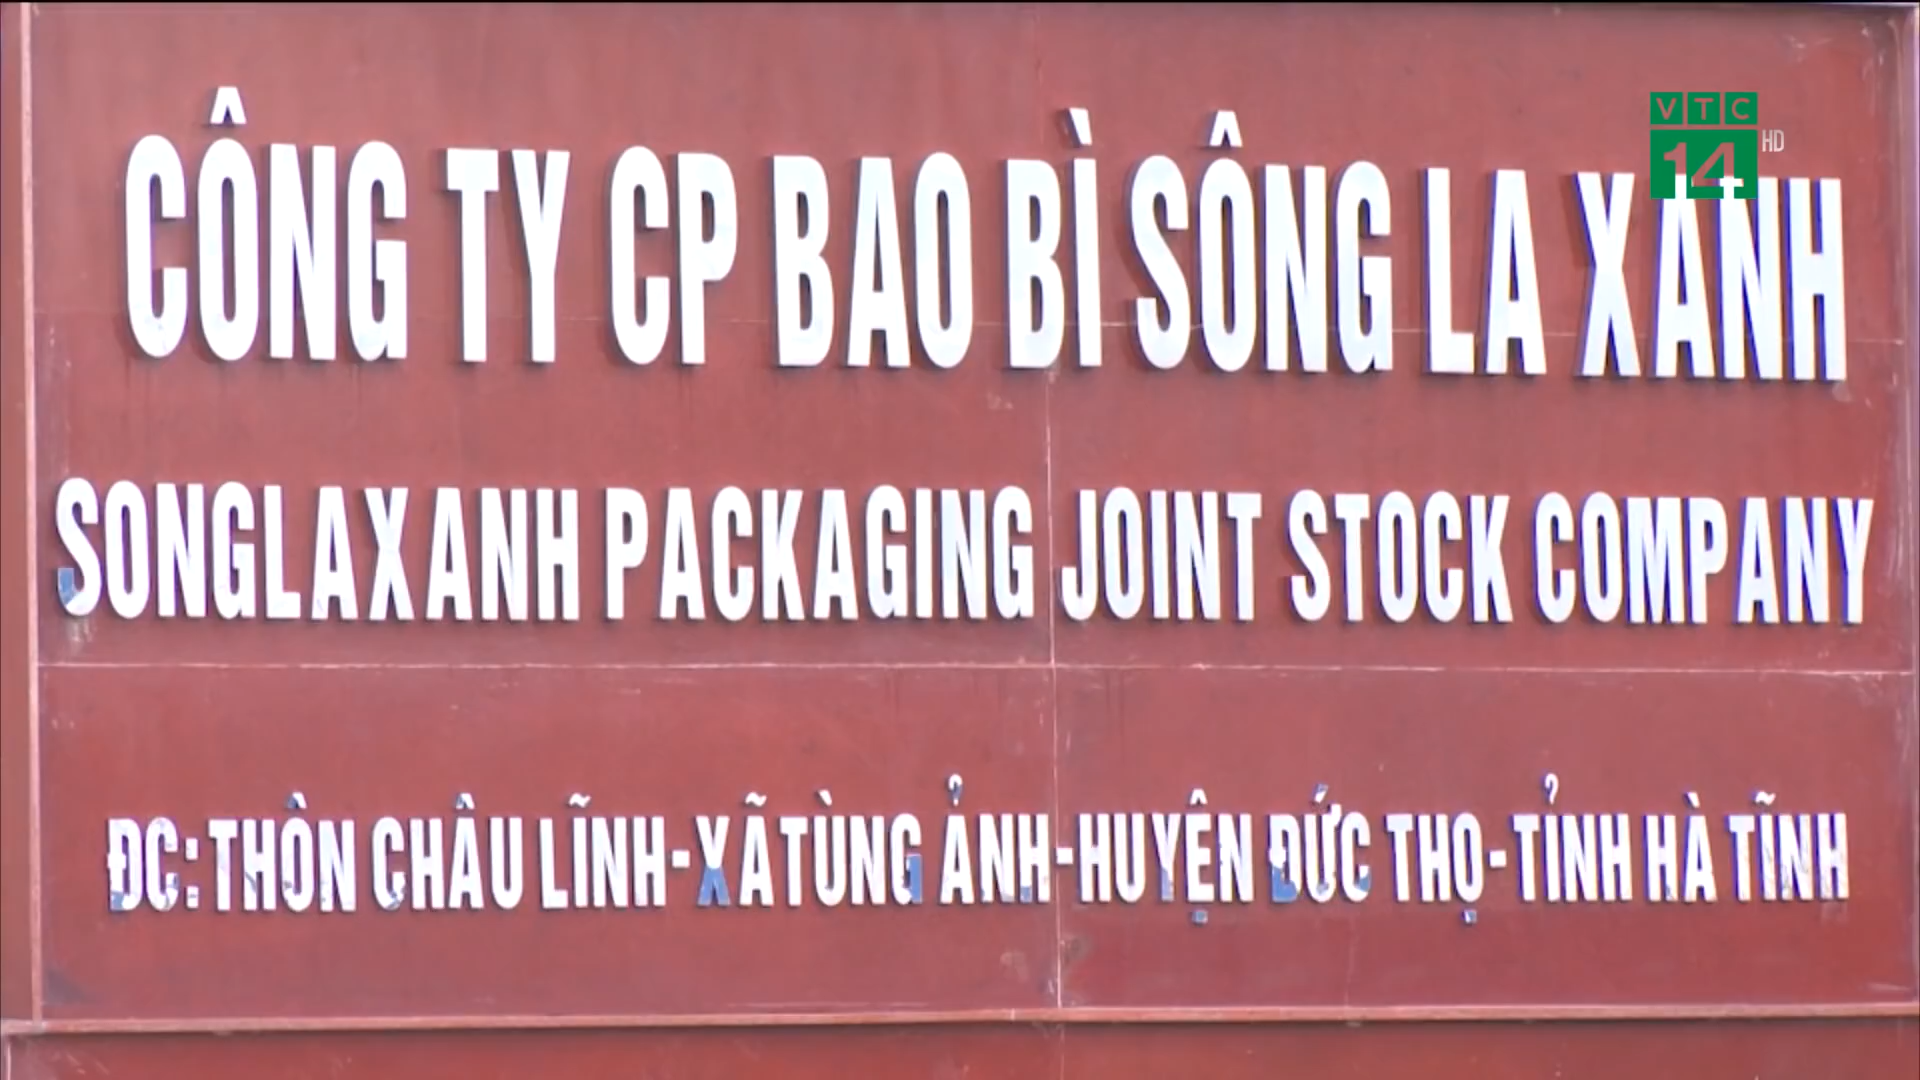 VTC
14 HD
CÔNG TY CP BAO BÌ SÔNG LA XANH
SONGLAXANH PACKAGING JOINT STOCK COMPANY
ĐC: THÔN CHÂU LĨNH-XÃ TÙNG ẢNH-HUYỆN ĐỨC THỌ-TỈNH HÀ TĨNH